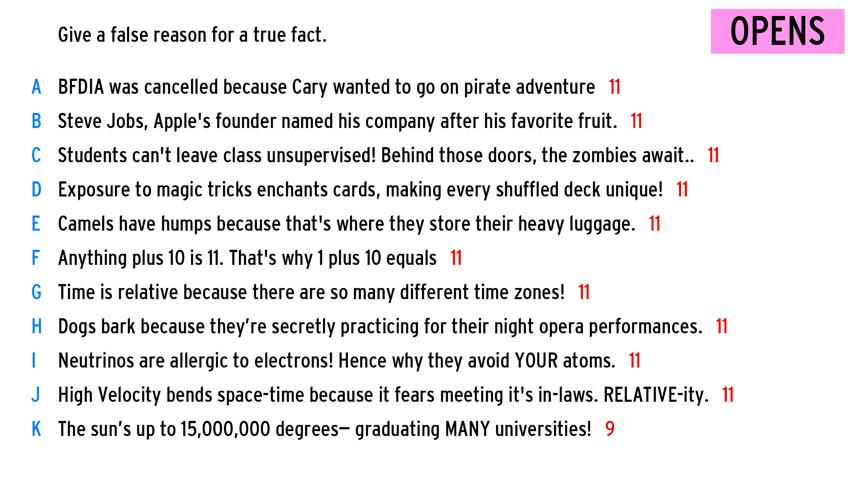 Give a false reason for a true fact.
OPENS
A BFDIA was cancelled because Cary wanted to go on pirate adventure 11
B Steve Jobs, Apple's founder named his company after his favorite fruit. 11
C Students can't leave class unsupervised! Behind those doors, the zombies await.. 11
D Exposure to magic tricks enchants cards, making every shuffled deck unique! 11
E Camels have humps because that's where they store their heavy luggage. 11
F Anything plus 10 is 11. That's why 1 plus 10 equals 11
G Time is relative because there are so many different time zones! 11
H Dogs bark because they’re secretly practicing for their night opera performances. 11
I Neutrinos are allergic to electrons! Hence why they avoid YOUR atoms. 11
J High Velocity bends space-time because it fears meeting it's in-laws. RELATIVE-ity. 11
K The sun’s up to 15,000,000 degrees— graduating MANY universities! 9